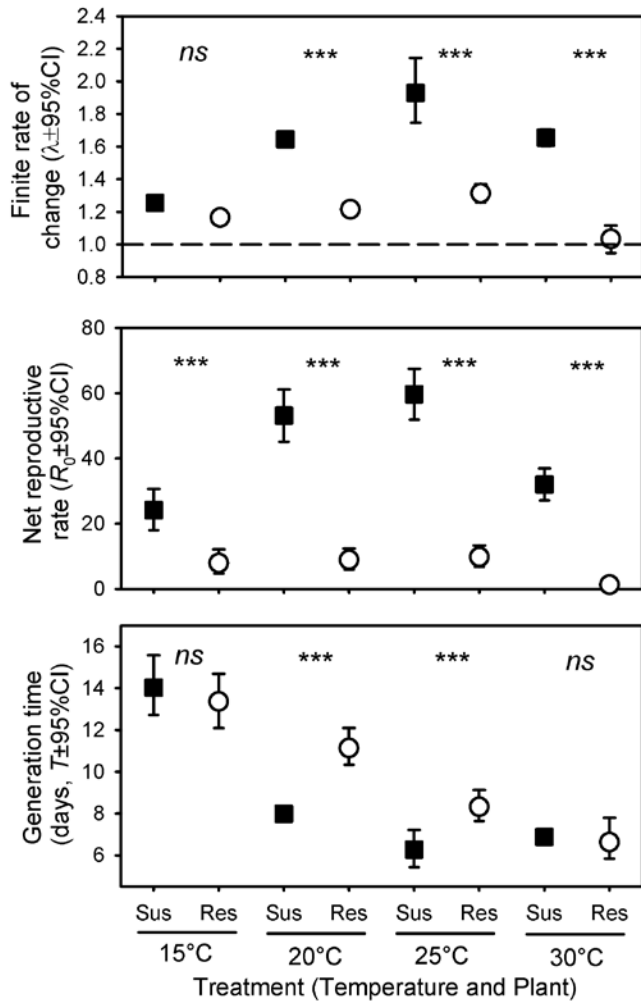 Finite rate of
change (λ±95%CI)
2.4
2.2
2.0
1.8
1.6
1.4
1.2
1.0
0.8
ns *** *** ***
Net reproductive
rate (R₀±95%CI)
80
60
40
20
0
*** *** *** ***
Generation time
(days, T±95%CI)
16
14
12
10
8
6
ns *** *** ns
Sus Res Sus Res Sus Res Sus Res
15°C 20°C 25°C 30°C
Treatment (Temperature and Plant)